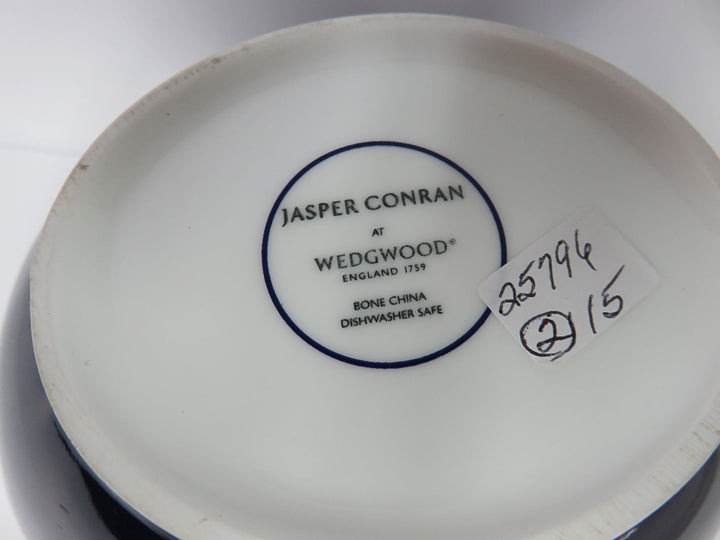 JASPER CONRAN
AT
WEDGWOOD®
ENGLAND 1759
BONE CHINA
DISHWASHER SAFE
25796
2 15